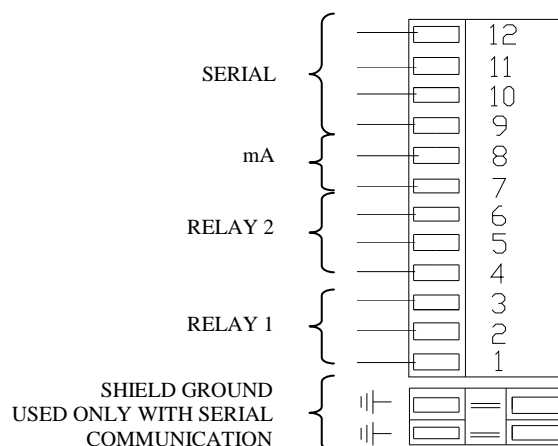 SERIAL
mA
RELAY 2
RELAY 1
SHIELD GROUND
USED ONLY WITH SERIAL
COMMUNICATION
12
11
10
9
8
7
6
5
4
3
2
1